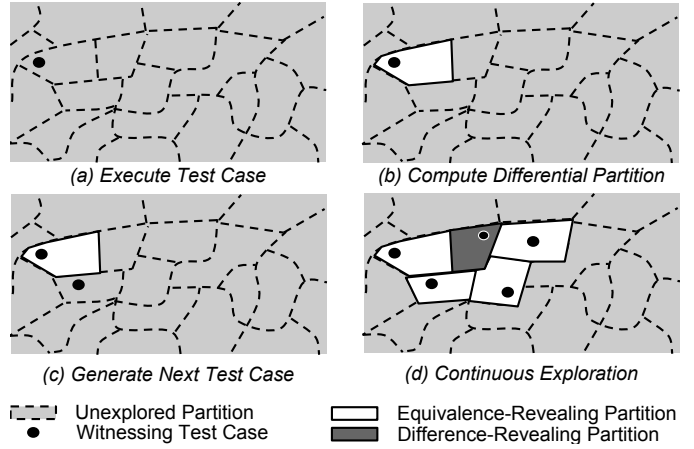 (a) Execute Test Case
(b) Compute Differential Partition
(c) Generate Next Test Case
(d) Continuous Exploration
Unexplored Partition
Witnessing Test Case
Equivalence-Revealing Partition
Difference-Revealing Partition